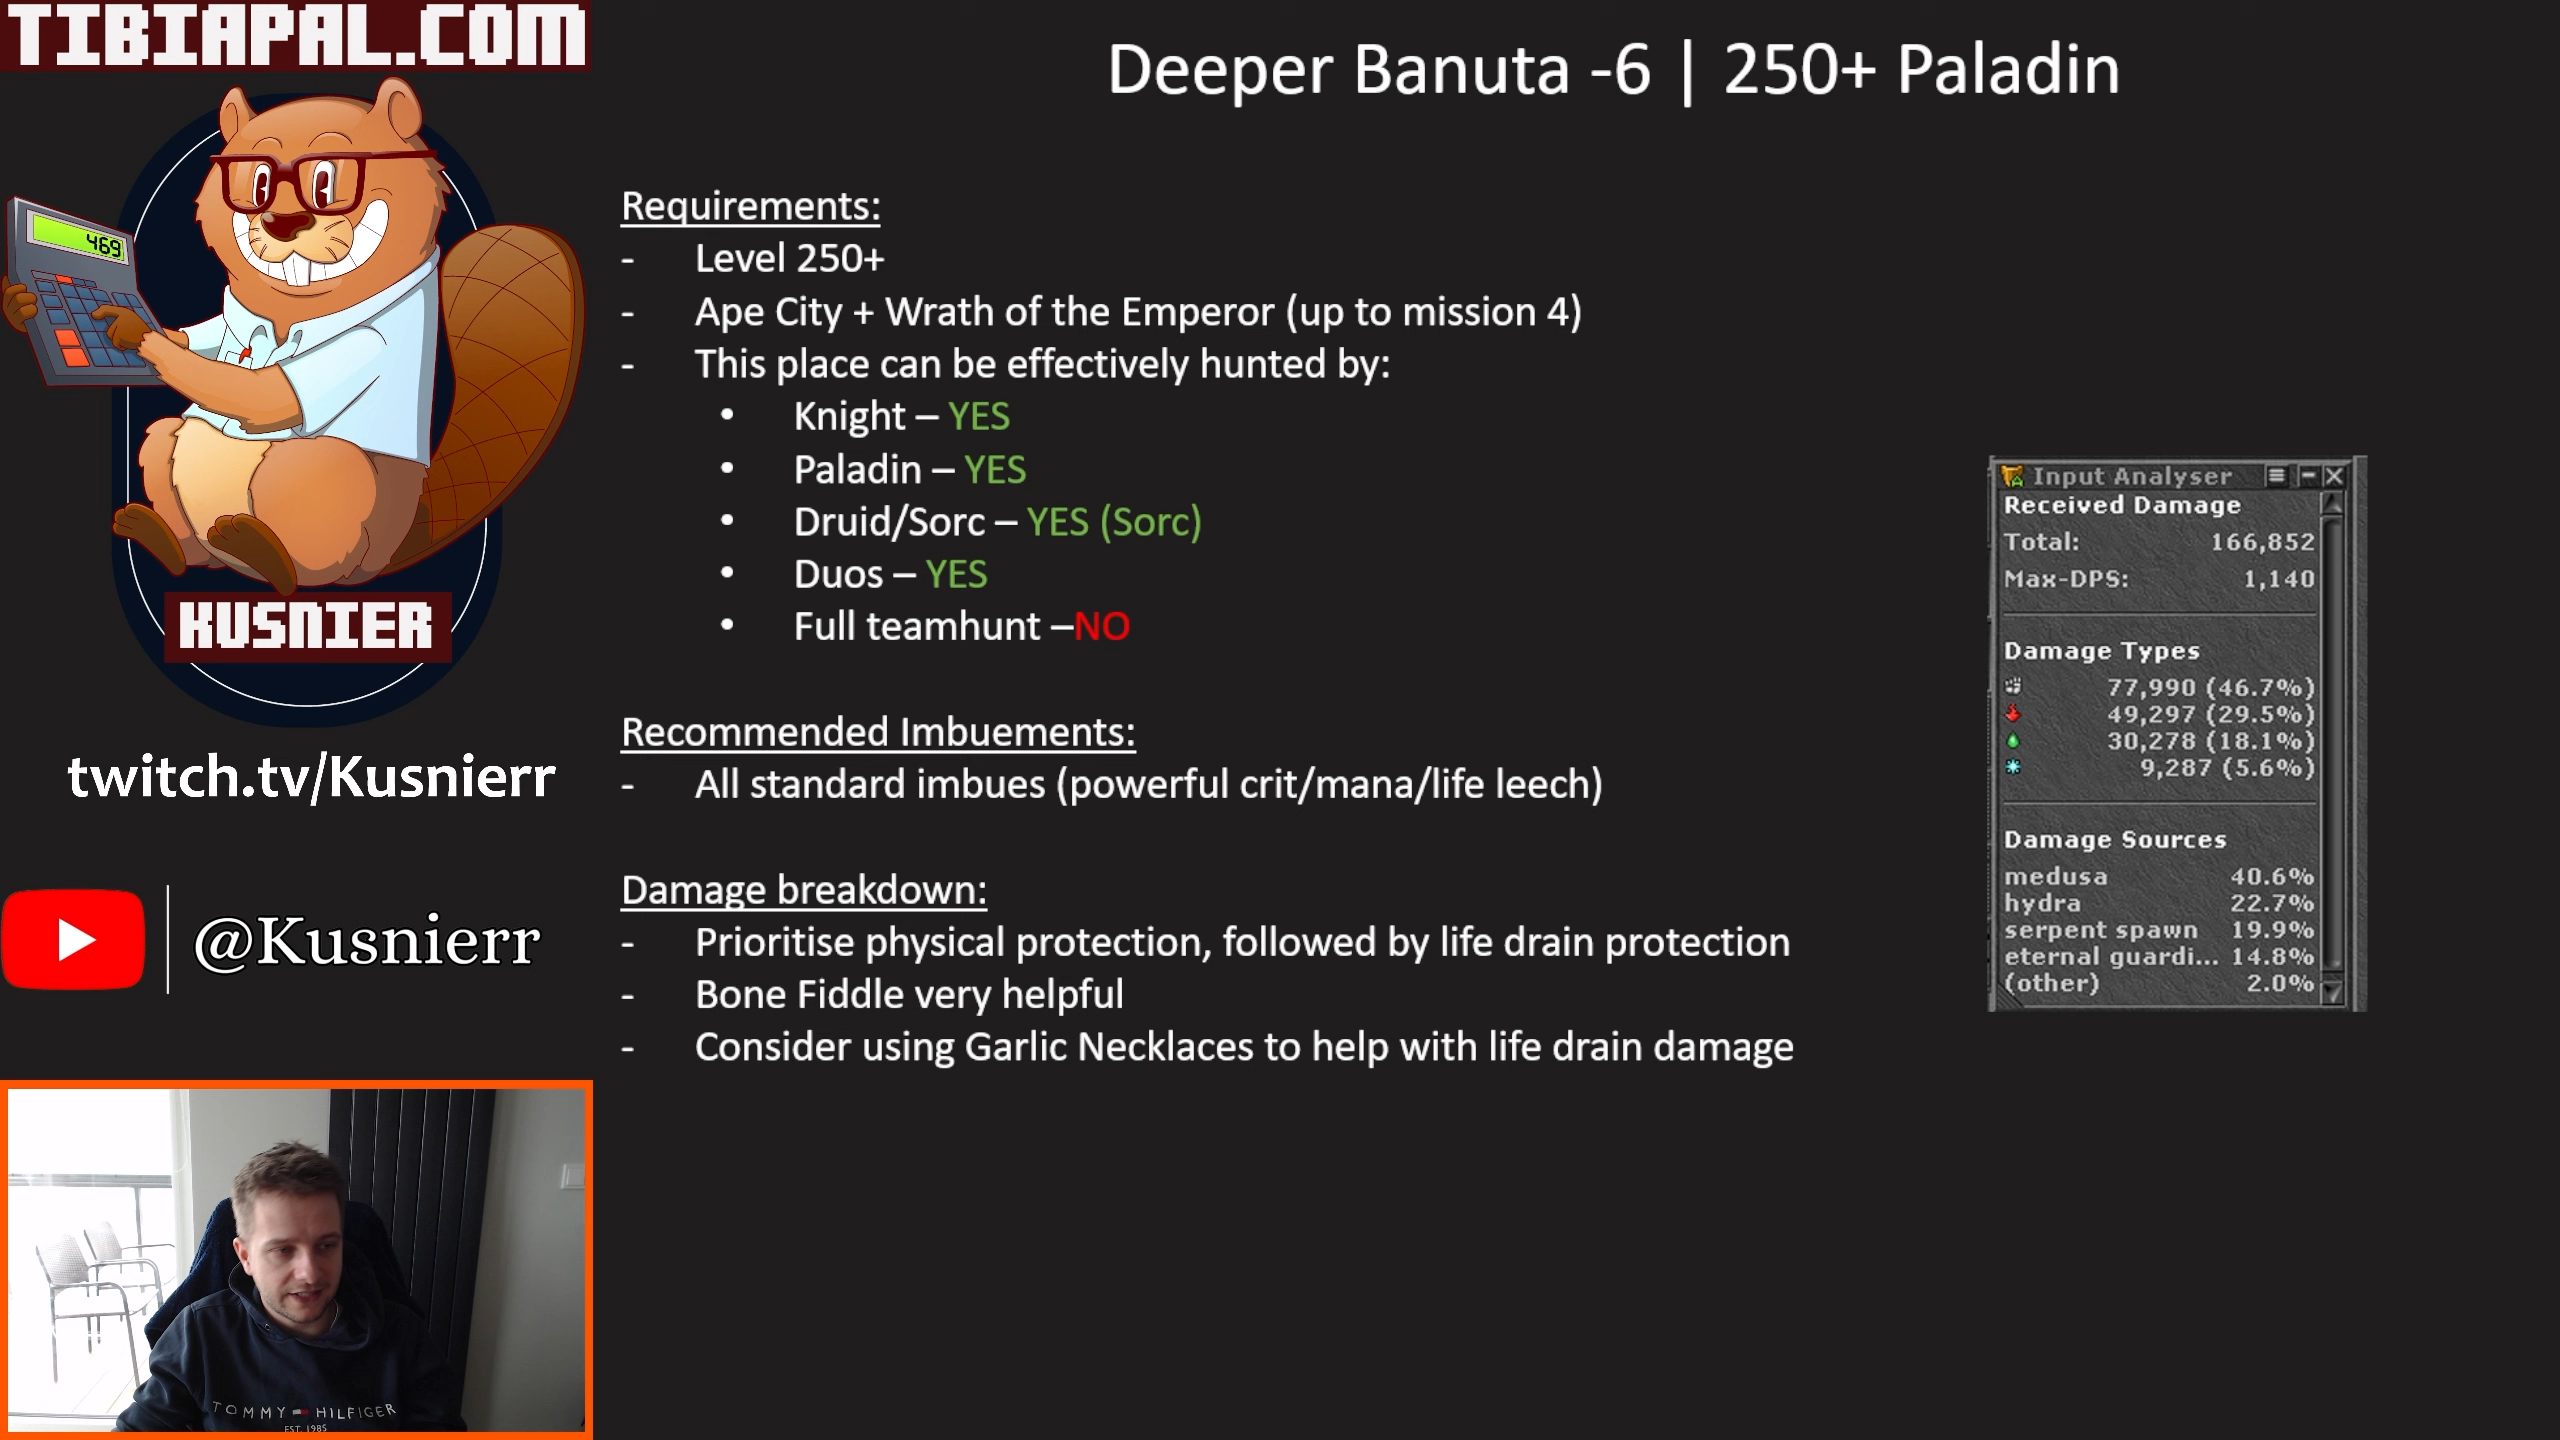 TIBIAPAL.COM
469
KUSNIER
twitch.tv/Kusnierr
@Kusnierr
TOMMY HILFIGER
EST. 1985
Deeper Banuta -6 | 250+ Paladin
Requirements:
- Level 250+
- Ape City + Wrath of the Emperor (up to mission 4)
- This place can be effectively hunted by:
• Knight – YES
• Paladin – YES
• Druid/Sorc – YES (Sorc)
• Duos – YES
• Full teamhunt –NO
Recommended Imbuements:
- All standard imbues (powerful crit/mana/life leech)
Damage breakdown:
- Prioritise physical protection, followed by life drain protection
- Bone Fiddle very helpful
- Consider using Garlic Necklaces to help with life drain damage
Input Analyser
Received Damage
Total: 166,852
Max-DPS: 1,140
Damage Types
77,990 (46.7%)
49,297 (29.5%)
30,278 (18.1%)
9,287 (5.6%)
Damage Sources
medusa 40.6%
hydra 22.7%
serpent spawn 19.9%
eternal guardi... 14.8%
(other) 2.0%